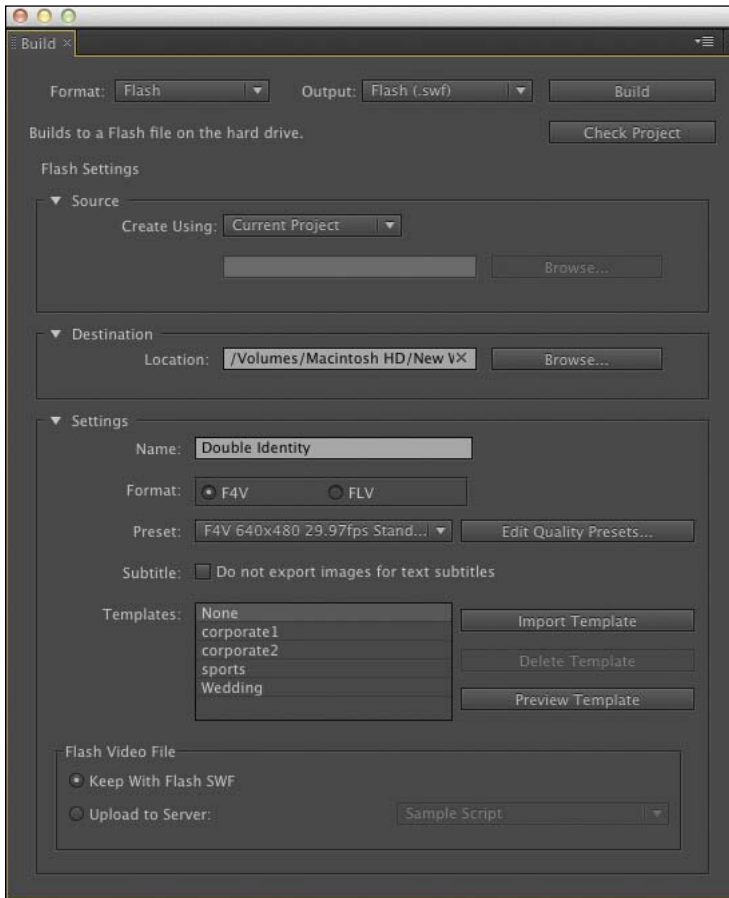 Build
Format: Flash Output: Flash (.swf) Build
Builds to a Flash file on the hard drive. Check Project
Flash Settings
Source
Create Using: Current Project
Browse...
Destination
Location: /Volumes/Macintosh HD/New Browse...
Settings
Name: Double Identity
Format: F4V FLV
Preset: F4V 640x480 29.97fps Stand... Edit Quality Presets...
Subtitle: Do not export images for text subtitles
Templates: None Import Template
corporate1
corporate2 Delete Template
sports
Wedding Preview Template
Flash Video File
Keep With Flash SWF
Upload to Server: Sample Script